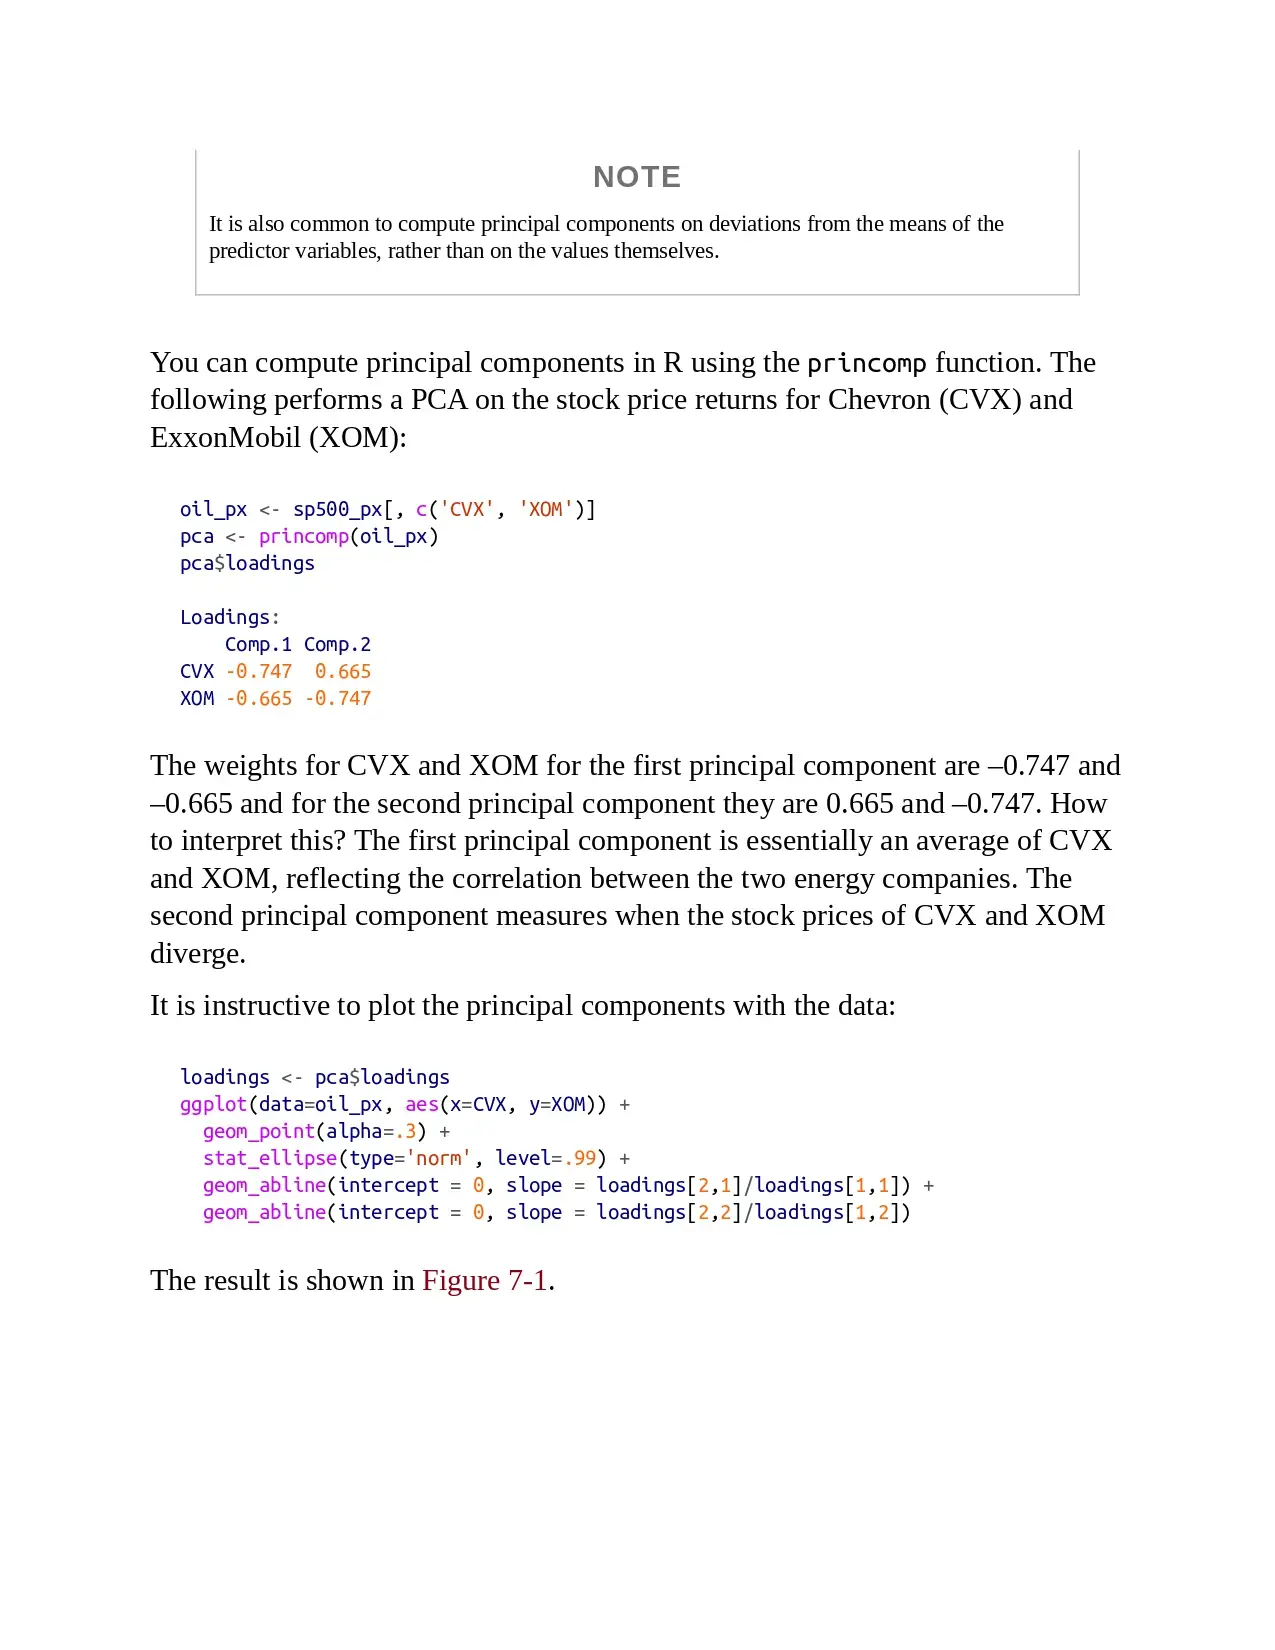 NOTE
It is also common to compute principal components on deviations from the means of the
predictor variables, rather than on the values themselves.
You can compute principal components in R using the princomp function. The
following performs a PCA on the stock price returns for Chevron (CVX) and
ExxonMobil (XOM):
oil_px <- sp500_px[, c('CVX', 'XOM')]
pca <- princomp(oil_px)
pca$loadings
Loadings:
    Comp.1 Comp.2
CVX -0.747  0.665
XOM -0.665 -0.747
The weights for CVX and XOM for the first principal component are –0.747 and
–0.665 and for the second principal component they are 0.665 and –0.747. How
to interpret this? The first principal component is essentially an average of CVX
and XOM, reflecting the correlation between the two energy companies. The
second principal component measures when the stock prices of CVX and XOM
diverge.
It is instructive to plot the principal components with the data:
loadings <- pca$loadings
ggplot(data=oil_px, aes(x=CVX, y=XOM)) +
  geom_point(alpha=.3) +
  stat_ellipse(type='norm', level=.99) +
  geom_abline(intercept = 0, slope = loadings[2,1]/loadings[1,1]) +
  geom_abline(intercept = 0, slope = loadings[2,2]/loadings[1,2])
The result is shown in Figure 7-1.